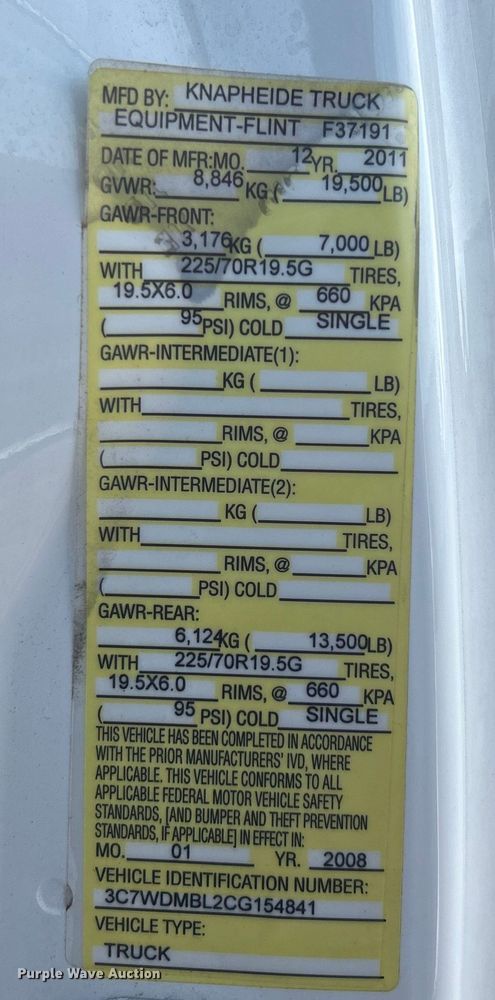 MFD BY: KNAPHEIDE TRUCK
EQUIPMENT-FLINT F37191
DATE OF MFR:MO. 12 YR. 2011
GVWR: 8,846 KG ( 19,500 LB)
GAWR-FRONT:
3,176 KG ( 7,000 LB)
WITH 225/70R19.5G TIRES,
19.5X6.0 RIMS, @ 660 KPA
( 95 PSI) COLD SINGLE
GAWR-INTERMEDIATE(1):
KG ( LB)
WITH TIRES,
RIMS, @ KPA
( PSI) COLD
GAWR-INTERMEDIATE(2):
KG ( LB)
WITH TIRES,
RIMS, @ KPA
( PSI) COLD
GAWR-REAR:
6,124 KG ( 13,500 LB)
WITH 225/70R19.5G TIRES,
19.5X6.0 RIMS, @ 660 KPA
( 95 PSI) COLD SINGLE
THIS VEHICLE HAS BEEN COMPLETED IN ACCORDANCE
WITH THE PRIOR MANUFACTURERS' IVD, WHERE
APPLICABLE. THIS VEHICLE CONFORMS TO ALL
APPLICABLE FEDERAL MOTOR VEHICLE SAFETY
STANDARDS, [AND BUMPER AND THEFT PREVENTION
STANDARDS, IF APPLICABLE] IN EFFECT IN:
MO. 01 YR. 2008
VEHICLE IDENTIFICATION NUMBER:
3C7WDMBL2CG154841
VEHICLE TYPE:
TRUCK
Purple Wave Auction